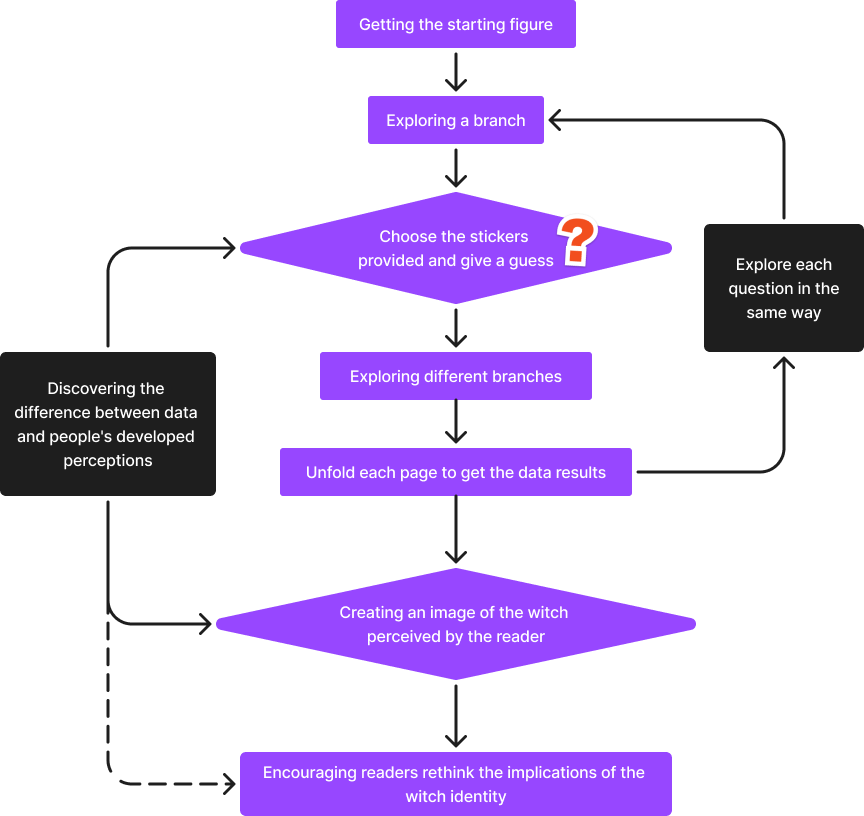 Getting the starting figure
Exploring a branch
Choose the stickers
provided and give a guess
?
Explore each
question in the
same way
Exploring different branches
Discovering the
difference between data
and people's developed
perceptions
Unfold each page to get the data results
Creating an image of the witch
perceived by the reader
Encouraging readers rethink the implications of the
witch identity